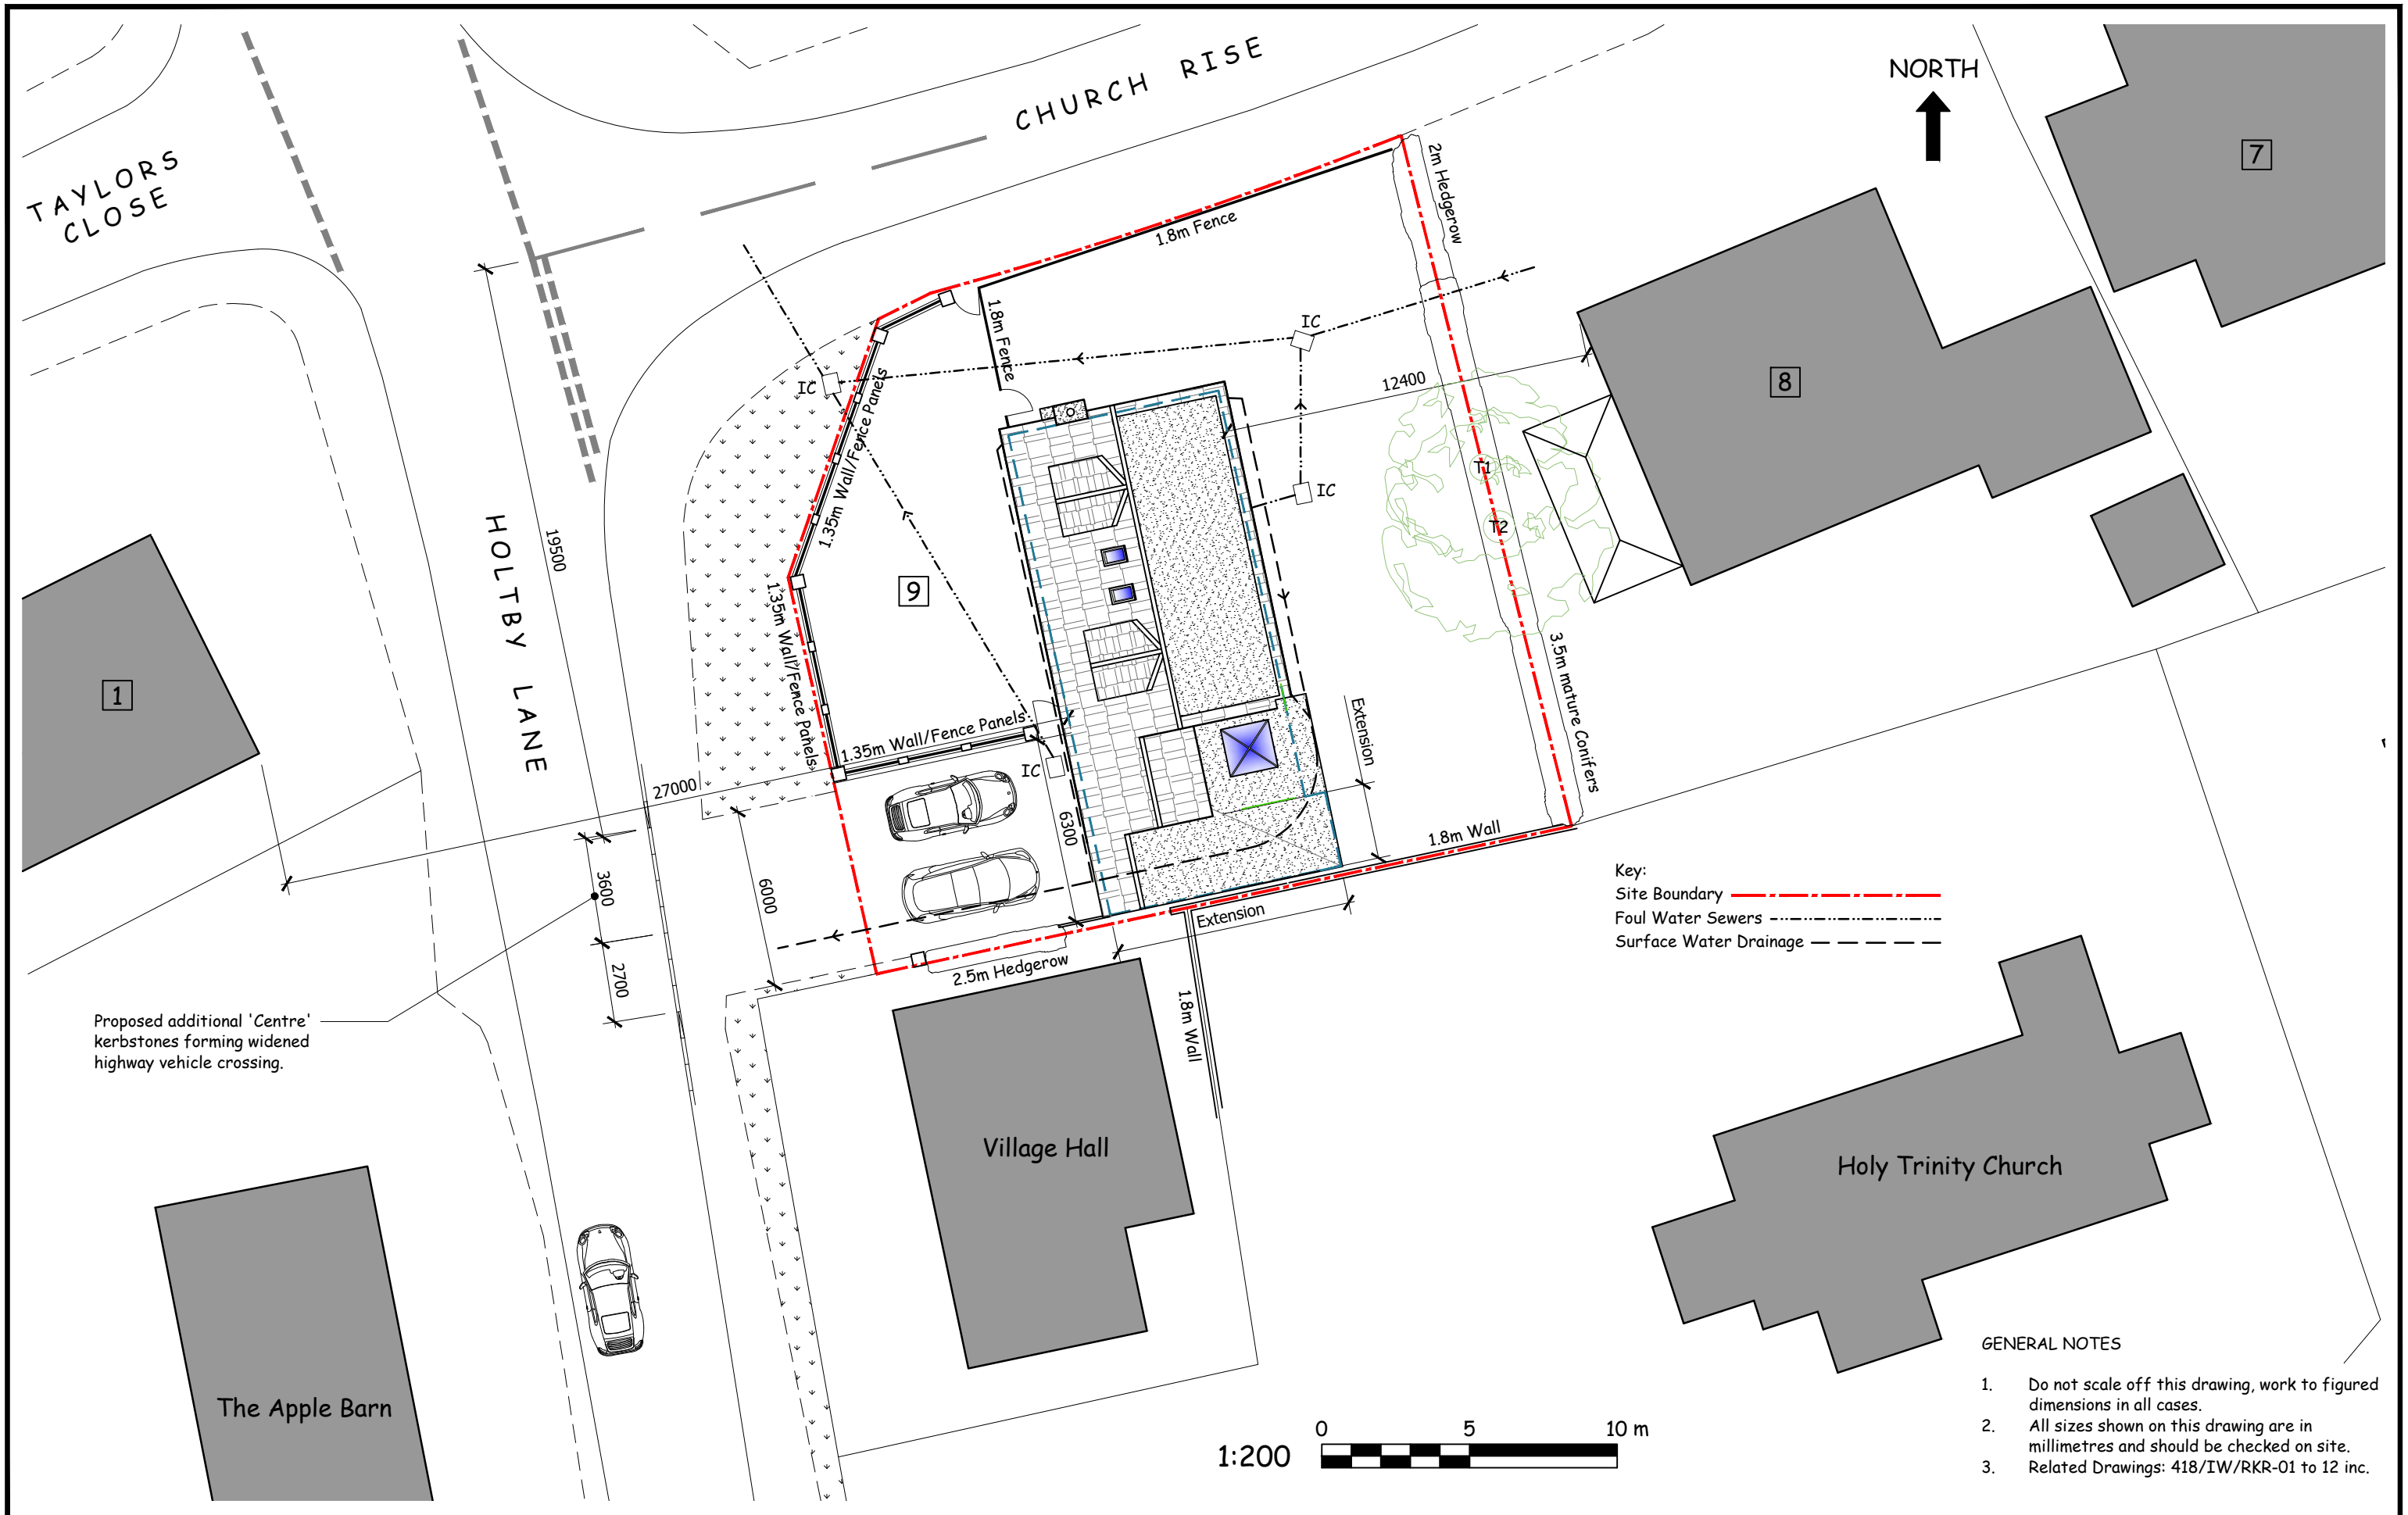 CHURCH RISE
NORTH
TAYLORS
CLOSE
7
2m Hedgerow
1.8m Fence
1.8m Fence
IC
IC
12400
8
1.35m Wall/Fence Panels
T1
IC
T2
HOLTBY LANE
19500
9
1
1.35m Wall/Fence Panels
3.5m mature Conifers
1.35m Wall/Fence Panels
Extension
IC
27000
6300
1.8m Wall
3600
6000
Key:
Site Boundary
Foul Water Sewers
Surface Water Drainage
Extension
2.5m Hedgerow
2700
1.8m Wall
Proposed additional 'Centre'
kerbstones forming widened
highway vehicle crossing.
Village Hall
Holy Trinity Church
The Apple Barn
GENERAL NOTES
1. Do not scale off this drawing, work to figured
dimensions in all cases.
2. All sizes shown on this drawing are in
millimetres and should be checked on site.
3. Related Drawings: 418/IW/RKR-01 to 12 inc.
0 5 10 m
1:200